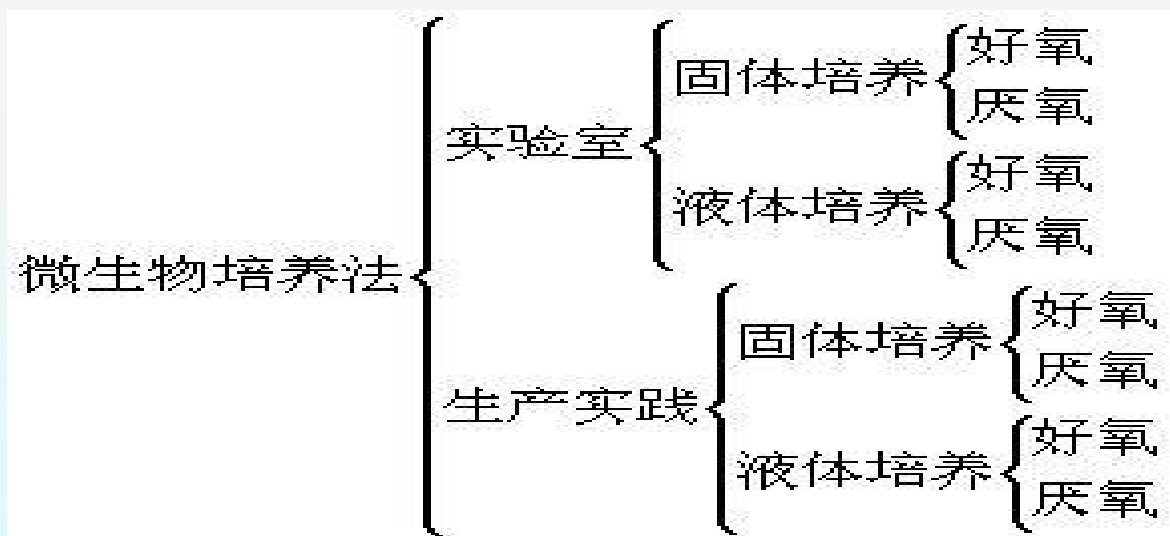 微生物培养法
实验室
固体培养
好氧
厌氧
液体培养
好氧
厌氧
生产实践
固体培养
好氧
厌氧
液体培养
好氧
厌氧